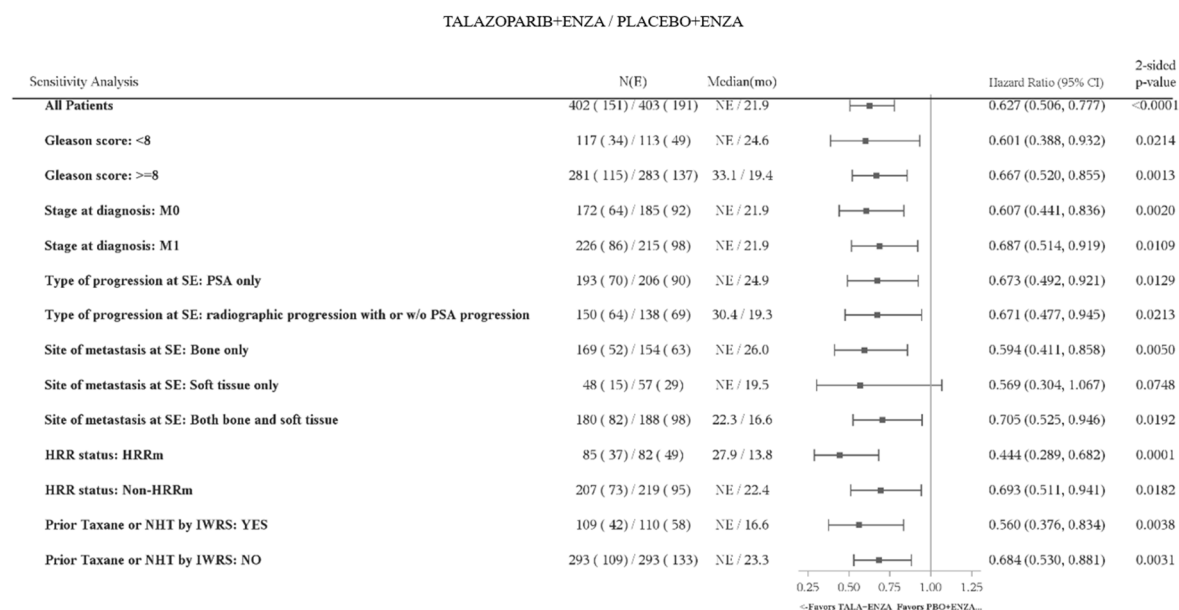 TALAZOPARIB+ENZA / PLACEBO+ENZA
2-sided
Sensitivity Analysis N(E) Median(mo) Hazard Ratio (95% CI) p-value
All Patients 402 ( 151) / 403 ( 191) NE / 21.9 0.627 (0.506, 0.777) <0.0001
Gleason score: <8 117 ( 34) / 113 ( 49) NE / 24.6 0.601 (0.388, 0.932) 0.0214
Gleason score: >=8 281 ( 115) / 283 ( 137) 33.1 / 19.4 0.667 (0.520, 0.855) 0.0013
Stage at diagnosis: M0 172 ( 64) / 185 ( 92) NE / 21.9 0.607 (0.441, 0.836) 0.0020
Stage at diagnosis: M1 226 ( 86) / 215 ( 98) NE / 21.9 0.687 (0.514, 0.919) 0.0109
Type of progression at SE: PSA only 193 ( 70) / 206 ( 90) NE / 24.9 0.673 (0.492, 0.921) 0.0129
Type of progression at SE: radiographic progression with or w/o PSA progression 150 ( 64) / 138 ( 69) 30.4 / 19.3 0.671 (0.477, 0.945) 0.0213
Site of metastasis at SE: Bone only 169 ( 52) / 154 ( 63) NE / 26.0 0.594 (0.411, 0.858) 0.0050
Site of metastasis at SE: Soft tissue only 48 ( 15) / 57 ( 29) NE / 19.5 0.569 (0.304, 1.067) 0.0748
Site of metastasis at SE: Both bone and soft tissue 180 ( 82) / 188 ( 98) 22.3 / 16.6 0.705 (0.525, 0.946) 0.0192
HRR status: HRRm 85 ( 37) / 82 ( 49) 27.9 / 13.8 0.444 (0.289, 0.682) 0.0001
HRR status: Non-HRRm 207 ( 73) / 219 ( 95) NE / 22.4 0.693 (0.511, 0.941) 0.0182
Prior Taxane or NHT by IWRS: YES 109 ( 42) / 110 ( 58) NE / 16.6 0.560 (0.376, 0.834) 0.0038
Prior Taxane or NHT by IWRS: NO 293 ( 109) / 293 ( 133) NE / 23.3 0.684 (0.530, 0.881) 0.0031
0.25 0.50 0.75 1.00 1.25
<-Favors TALA-ENZA Favors PBO+ENZA...